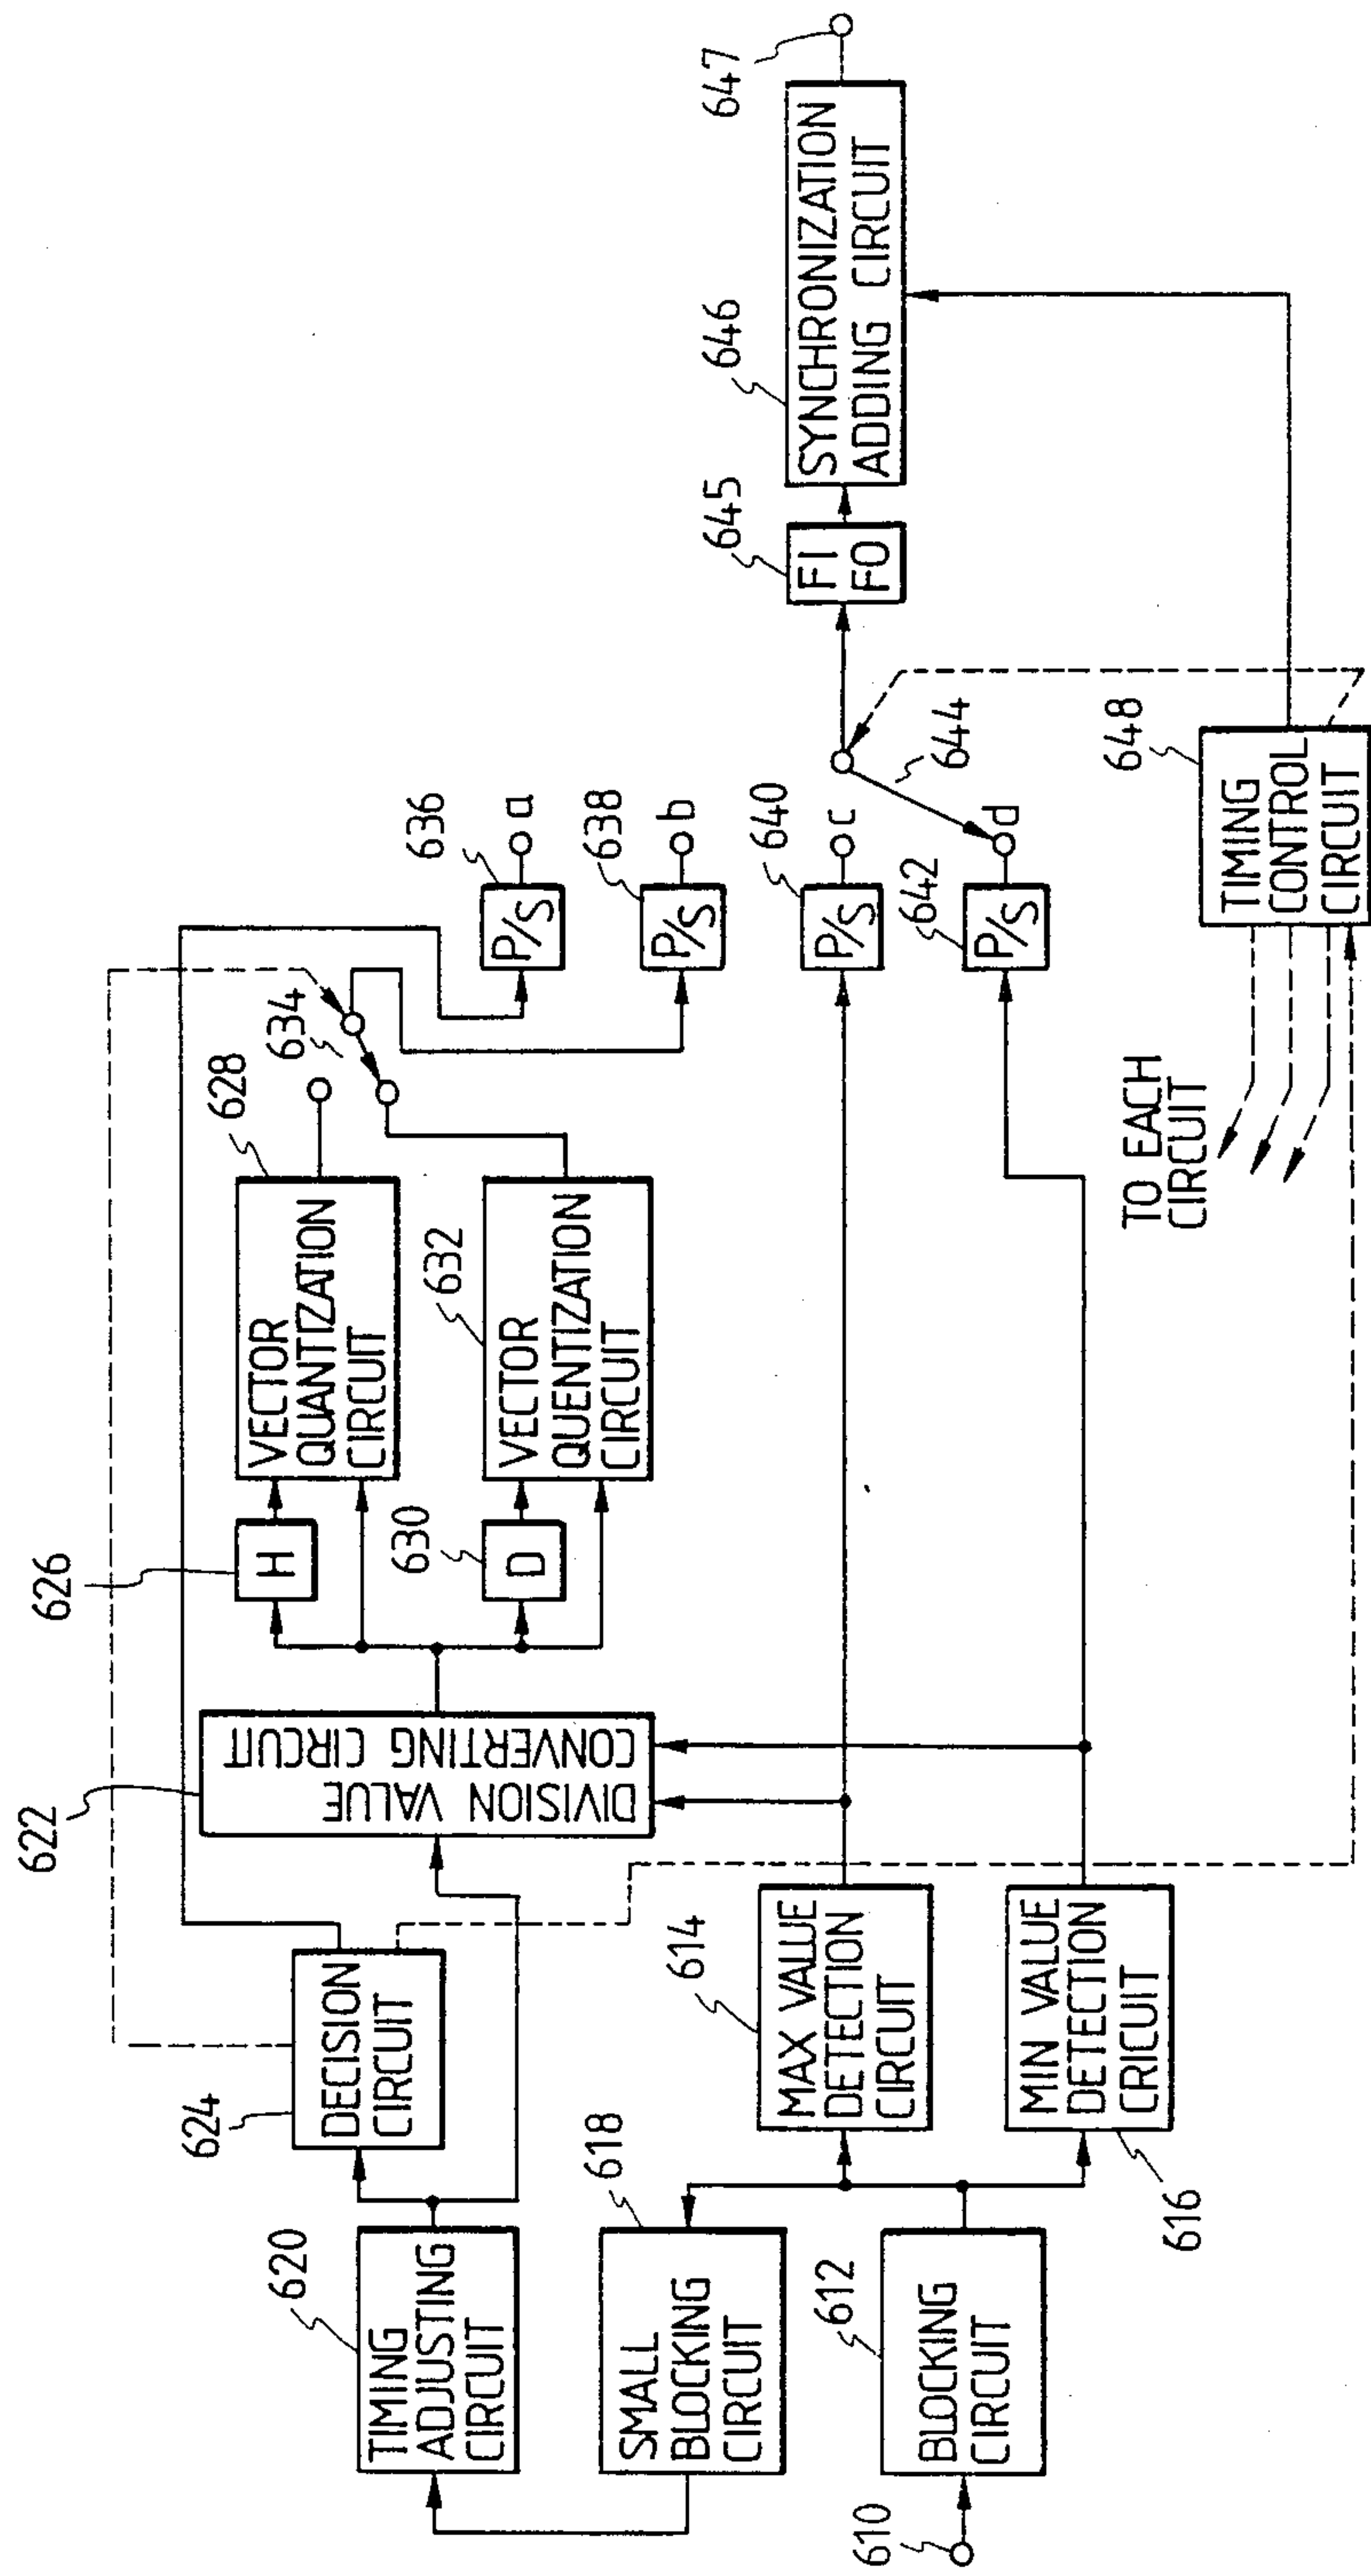 610
BLOCKING
CIRCUIT
612
SMALL
BLOCKING
CIRCUIT
618
TIMING
ADJUSTING
CIRCUIT
620
DECISION
CIRCUIT
624
MAX VALUE
DETECTION
CIRCUIT
614
MIN VALUE
DETECTION
CRICUIT
616
DIVISION VALUE
CONVERTING CIRCUIT
622
H
626
VECTOR
QUANTIZATION
CIRCUIT
628
D
630
VECTOR
QUENTIZATION
CIRCUIT
632
634
P/S
636
a
P/S
638
b
P/S
640
c
P/S
642
d
644
FI
FO
645
SYNCHRONIZATION
ADDING CIRCUIT
646
647
TIMING
CONTROL
CIRCUIT
648
TO EACH
CIRCUIT